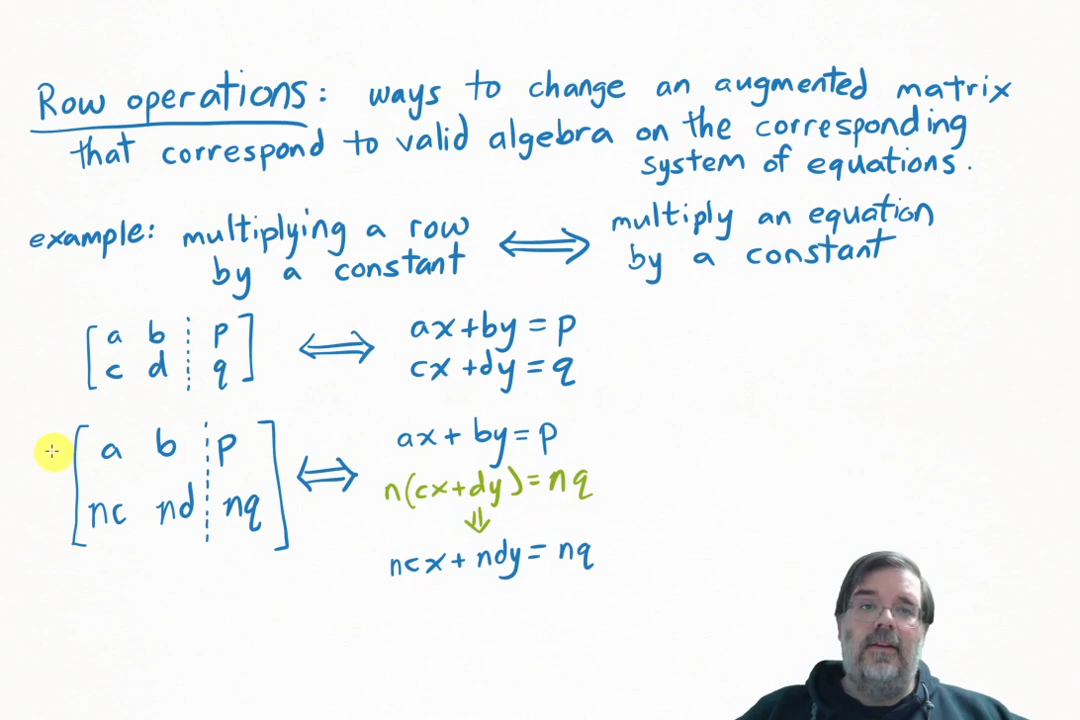 Row operations: ways to change an augmented matrix
that correspond to valid algebra on the corresponding
system of equations.
example: multiplying a row
by a constant
⟺
multiply an equation
by a constant
[ a b ⋮ p ]
[ c d ⋮ q ]
⟺
ax+by = p
cx+dy = q
[ a b ⋮ p ]
[ nc nd ⋮ nq ]
⟺
ax+by=p
n(cx+dy)=nq
⇓
ncx+ndy=nq